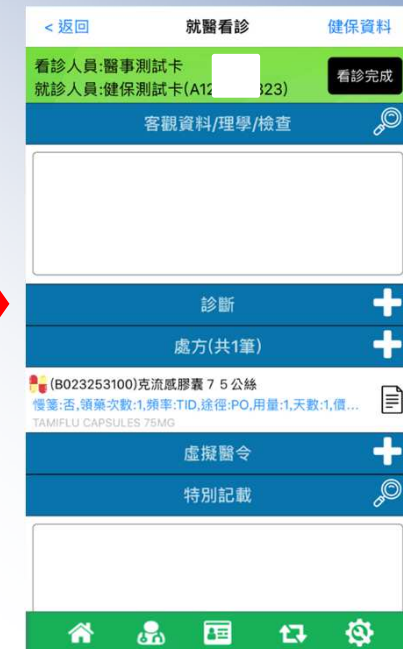 < 返回 就醫看診 健保資料
看診人員:醫事測試卡
看診完成
就診人員:健保測試卡(A12 323)
客觀資料/理學/檢查
診斷
處方(共1筆)
(B023253100)克流感膠囊７５公絲
慢箋:否,領藥次數:1,頻率:TID,途徑:PO,用量:1,天數:1,價...
TAMIFLU CAPSULES 75MG
虛擬醫令
特別記載